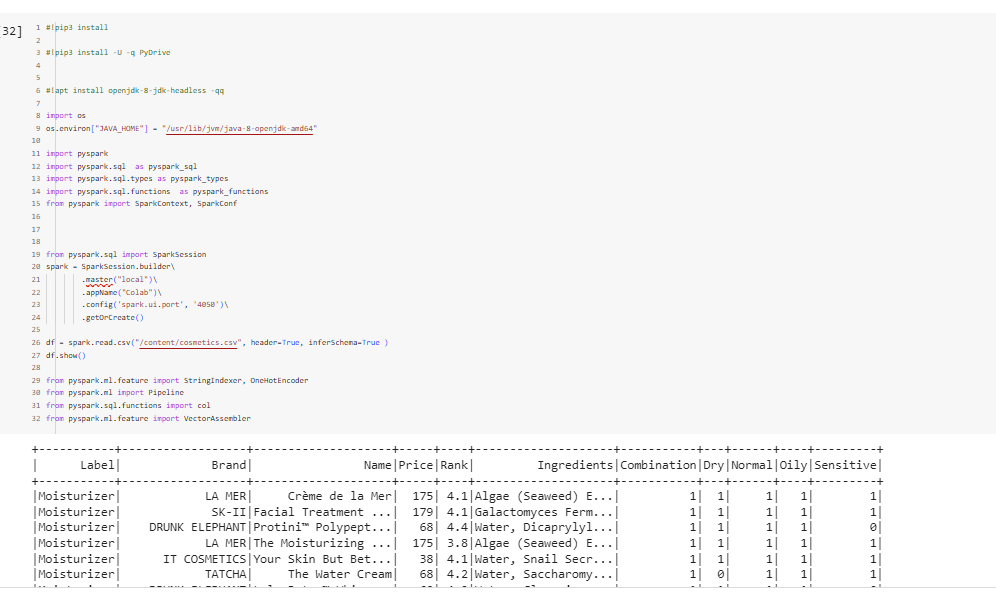 [32]
1 #!pip3 install
2
3 #!pip3 install -U -q PyDrive
4
5
6 #!apt install openjdk-8-jdk-headless -qq
7
8 import os
9 os.environ["JAVA_HOME"] = "/usr/lib/jvm/java-8-openjdk-amd64"
10
11 import pyspark
12 import pyspark.sql  as pyspark_sql
13 import pyspark.sql.types as pyspark_types
14 import pyspark.sql.functions  as pyspark_functions
15 from pyspark import SparkContext, SparkConf
16
17
18
19 from pyspark.sql import SparkSession
20 spark = SparkSession.builder\
21         .master("local")\
22         .appName("Colab")\
23         .config('spark.ui.port', '4050')\
24         .getOrCreate()
25
26 df = spark.read.csv("/content/cosmetics.csv", header=True, inferSchema=True )
27 df.show()
28
29 from pyspark.ml.feature import StringIndexer, OneHotEncoder
30 from pyspark.ml import Pipeline
31 from pyspark.sql.functions import col
32 from pyspark.ml.feature import VectorAssembler
+-----------+------------------+--------------------+-----+----+--------------------+-----------+---+------+----+---------+
|      Label|             Brand|                Name|Price|Rank|         Ingredients|Combination|Dry|Normal|Oily|Sensitive|
+-----------+------------------+--------------------+-----+----+--------------------+-----------+---+------+----+---------+
|Moisturizer|            LA MER|     Crème de la Mer|  175| 4.1|Algae (Seaweed) E...|          1|  1|     1|   1|        1|
|Moisturizer|             SK-II|Facial Treatment ...|  179| 4.1|Galactomyces Ferm...|          1|  1|     1|   1|        1|
|Moisturizer|    DRUNK ELEPHANT|Protini™ Polypept...|   68| 4.4|Water, Dicaprylyl...|          1|  1|     1|   1|        0|
|Moisturizer|            LA MER|The Moisturizing ...|  175| 3.8|Algae (Seaweed) E...|          1|  1|     1|   1|        1|
|Moisturizer|      IT COSMETICS|Your Skin But Bet...|   38| 4.1|Water, Snail Secr...|          1|  1|     1|   1|        1|
|Moisturizer|            TATCHA|     The Water Cream|   68| 4.2|Water, Saccharomy...|          1|  0|     1|   1|        1|